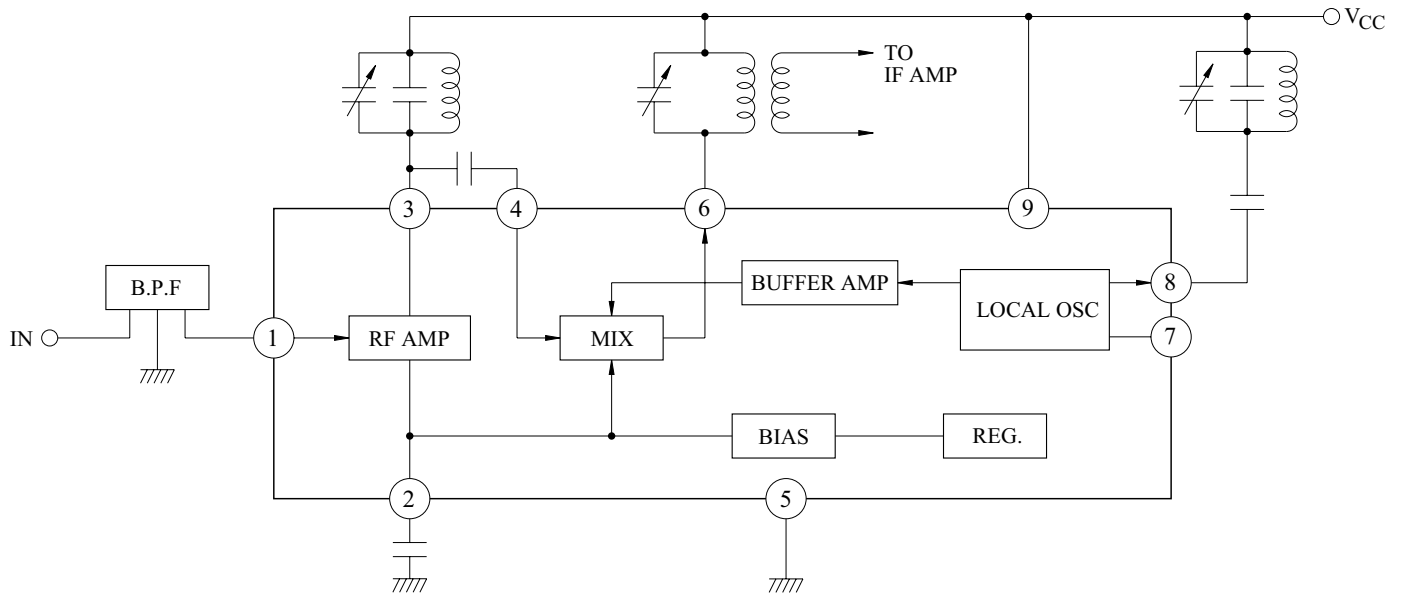 V_CC
TO
IF AMP
3
4
6
9
B.P.F
BUFFER AMP
8
LOCAL OSC
IN
1
RF AMP
MIX
7
BIAS
REG.
2
5